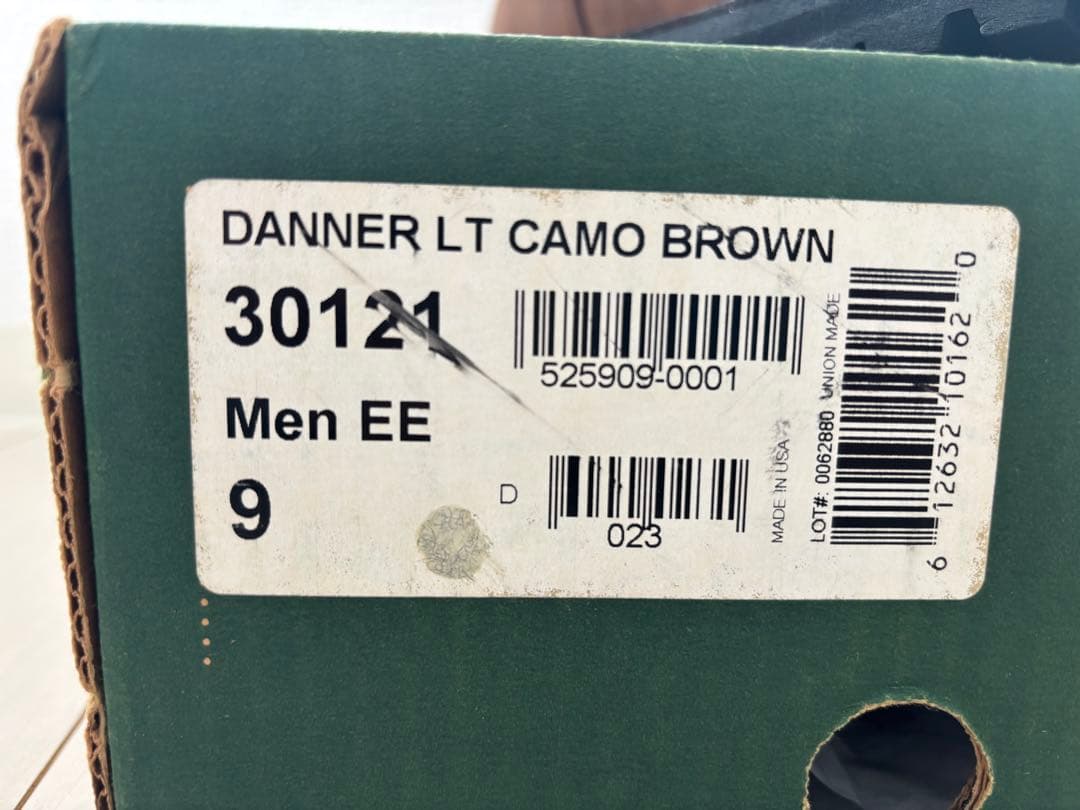 DANNER LT CAMO BROWN
30121
525909-0001
Men EE
9
D
023
MADE IN USA
LOT#: 0062880 UNION MADE
6 12632 10162 0